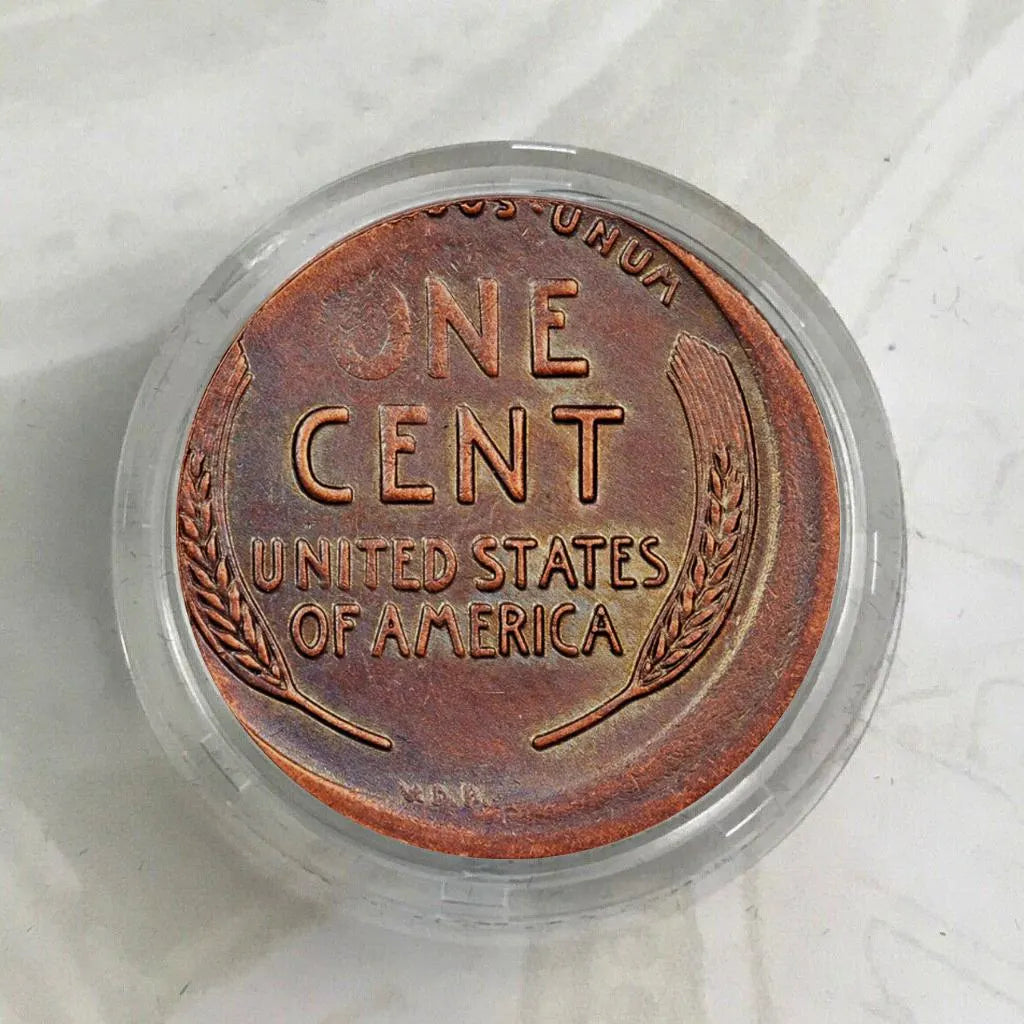 UNUM
ONE
CENT
UNITED STATES
OF AMERICA
V.D.B.